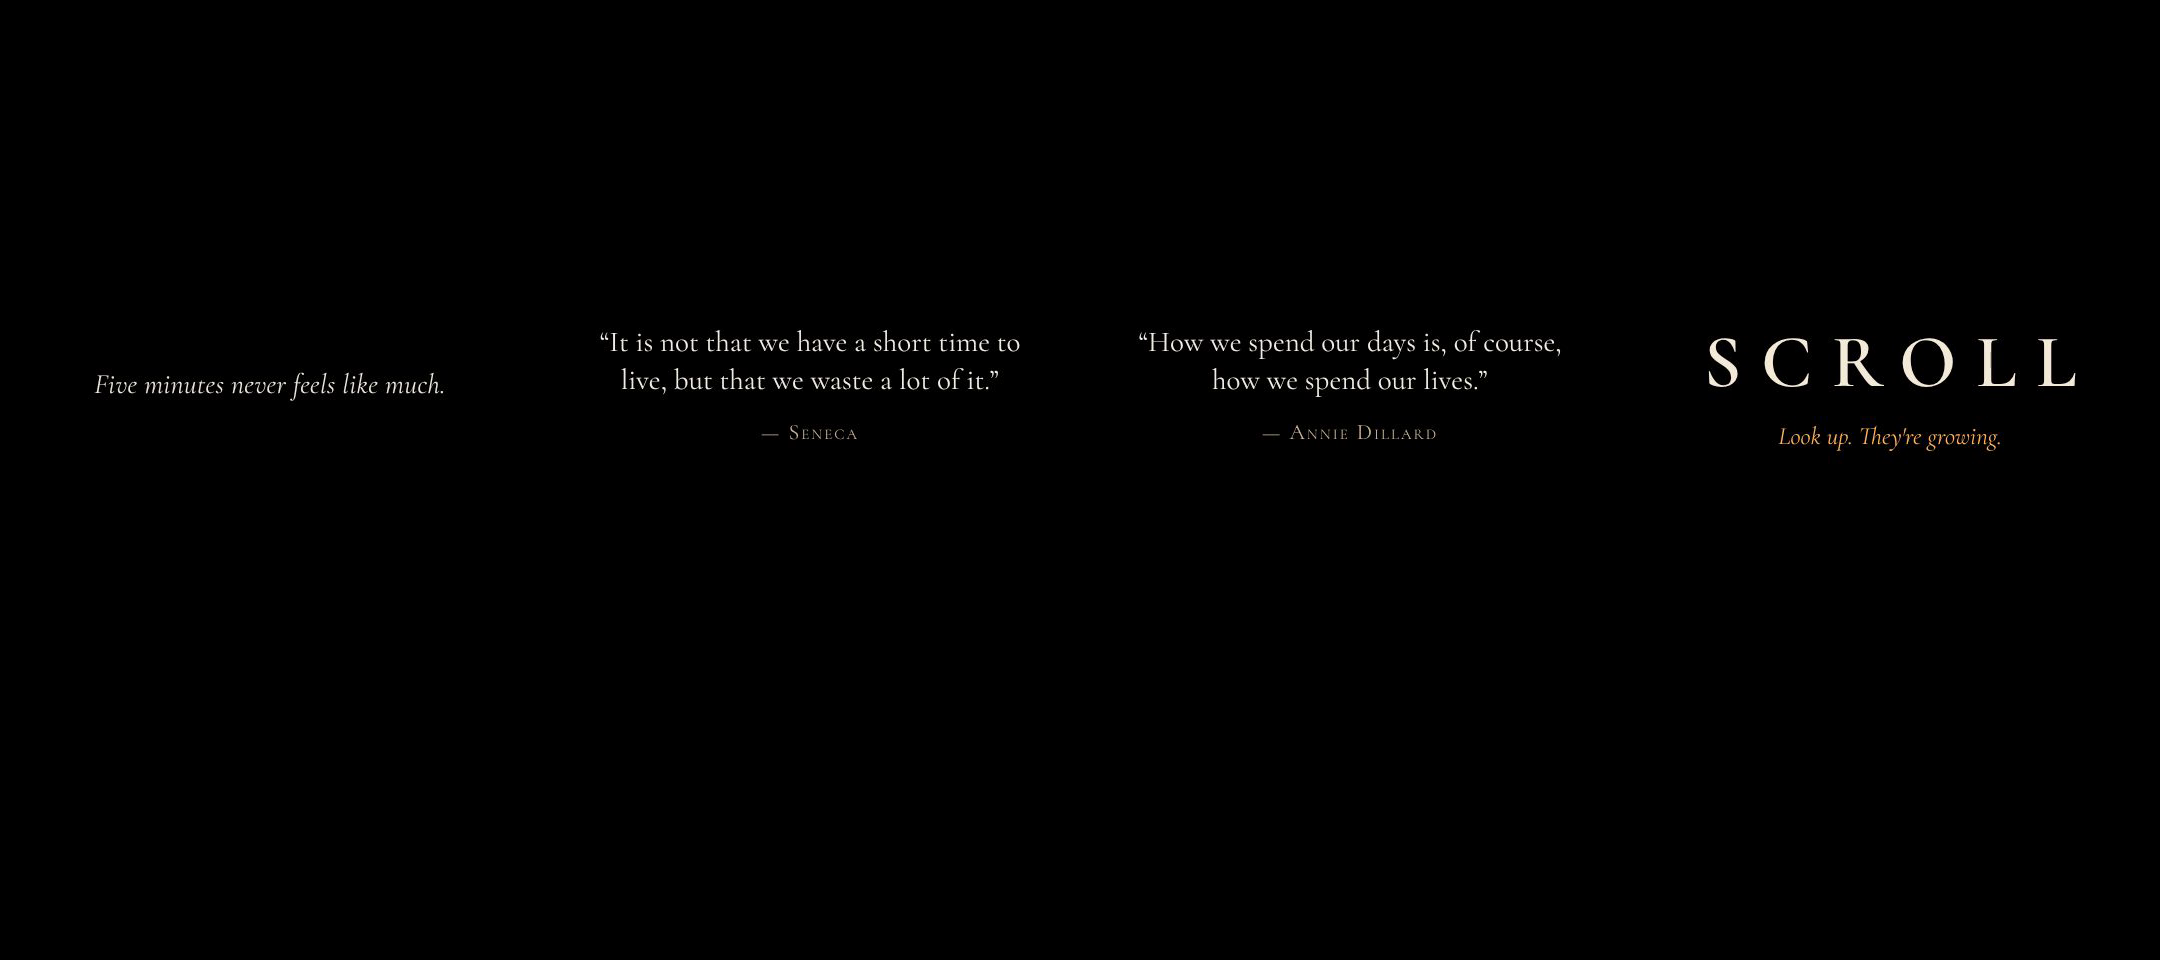 Five minutes never feels like much.
“It is not that we have a short time to
live, but that we waste a lot of it.”
— Seneca
“How we spend our days is, of course,
how we spend our lives.”
— Annie Dillard
SCROLL
Look up. They're growing.